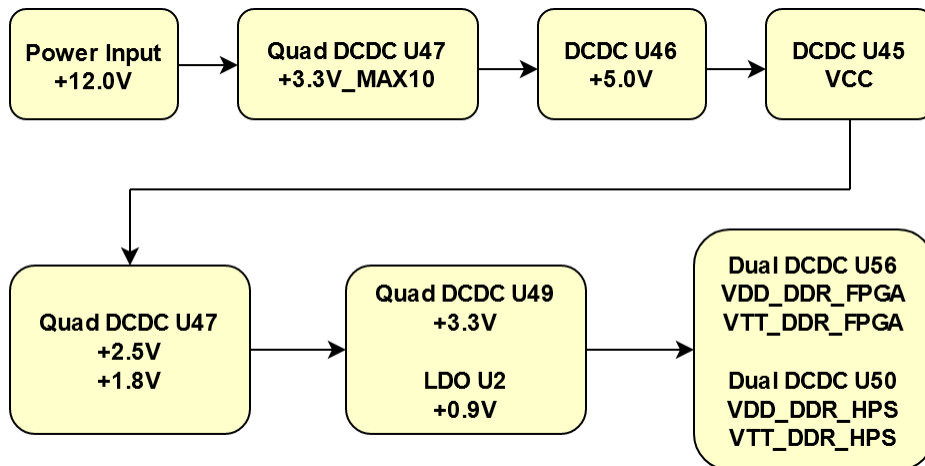 Power Input
+12.0V
Quad DCDC U47
+3.3V_MAX10
DCDC U46
+5.0V
DCDC U45
VCC
Quad DCDC U47
+2.5V
+1.8V
Quad DCDC U49
+3.3V
LDO U2
+0.9V
Dual DCDC U56
VDD_DDR_FPGA
VTT_DDR_FPGA
Dual DCDC U50
VDD_DDR_HPS
VTT_DDR_HPS